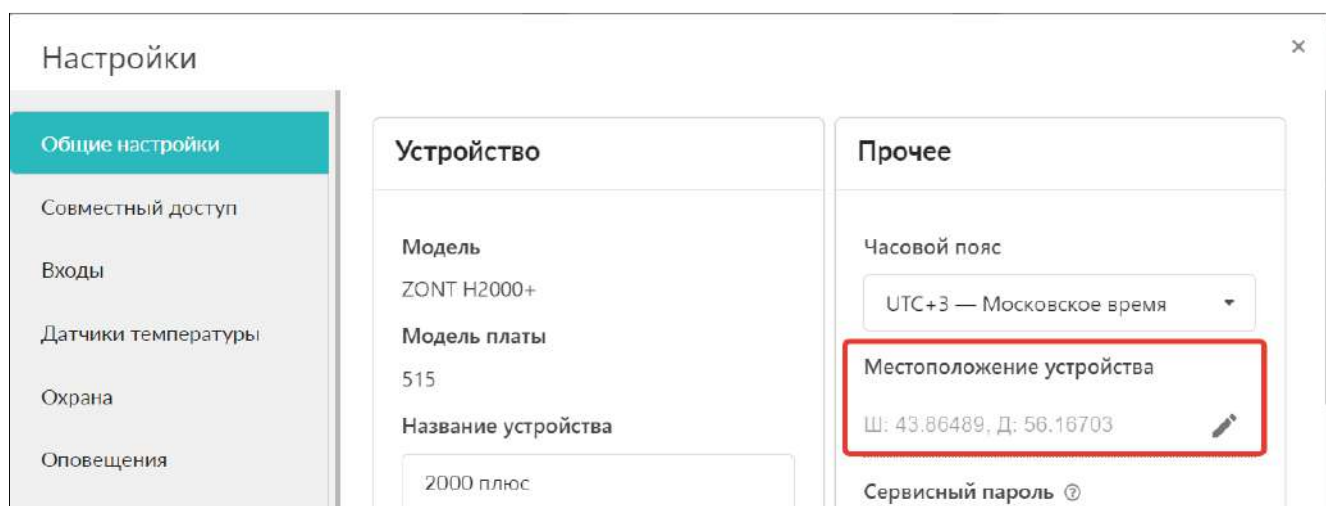 Настройки
×
Общие настройки
Совместный доступ
Входы
Датчики температуры
Охрана
Оповещения
Устройство
Модель
ZONT H2000+
Модель платы
515
Название устройства
2000 плюс
Прочее
Часовой пояс
UTC+3 — Московское время
Местоположение устройства
Ш: 43.86489, Д: 56.16703
Сервисный пароль ?